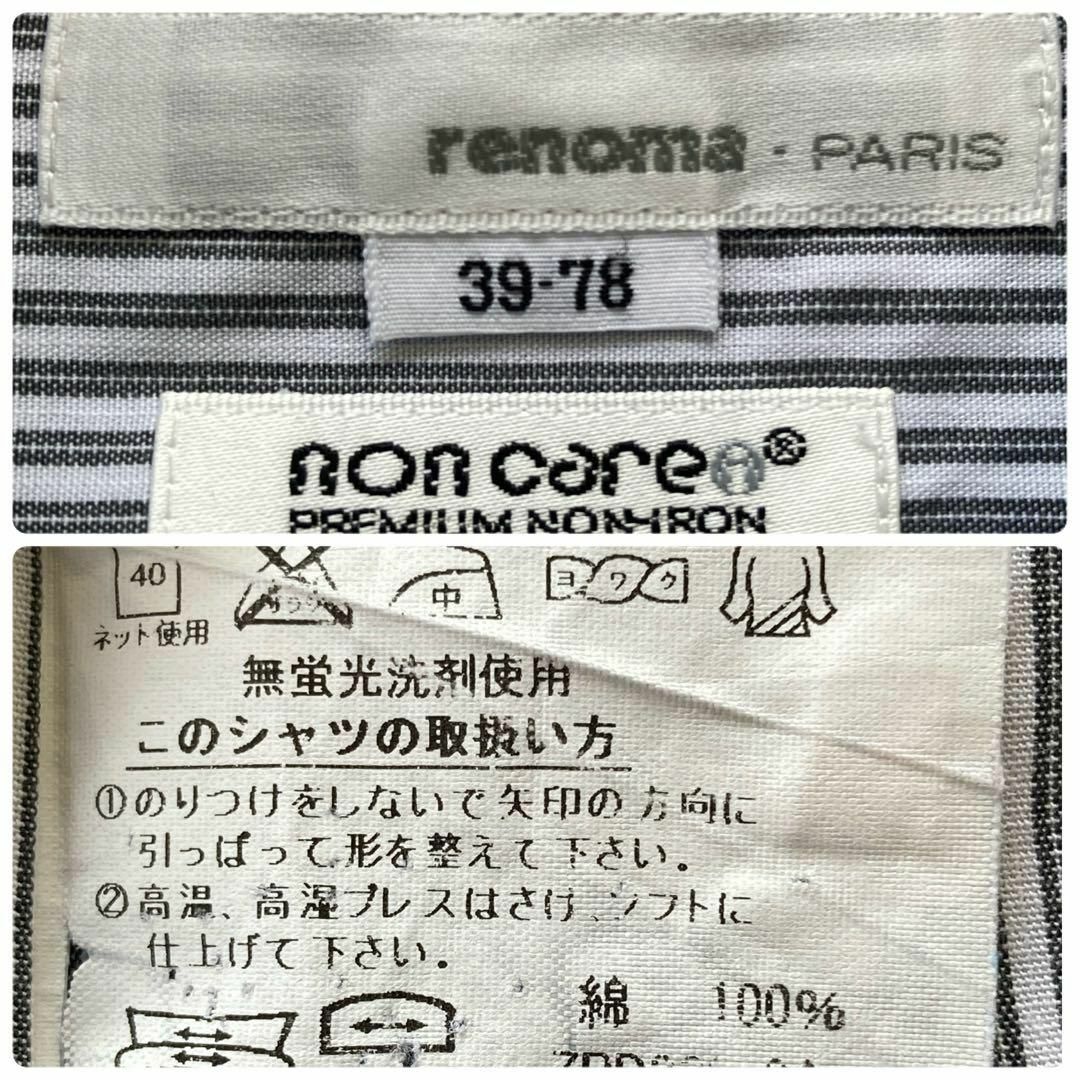 renoma · PARIS
39-78
non care®
PREMIUM NON-IRON
40
中
ヨワク
ネット使用
無蛍光洗剤使用
このシャツの取扱い方
①のりつけをしないで矢印の方向に
引っぱって形を整えて下さい。
②高温、高湿プレスはさけ、ソフトに
仕上げて下さい。
綿 100%